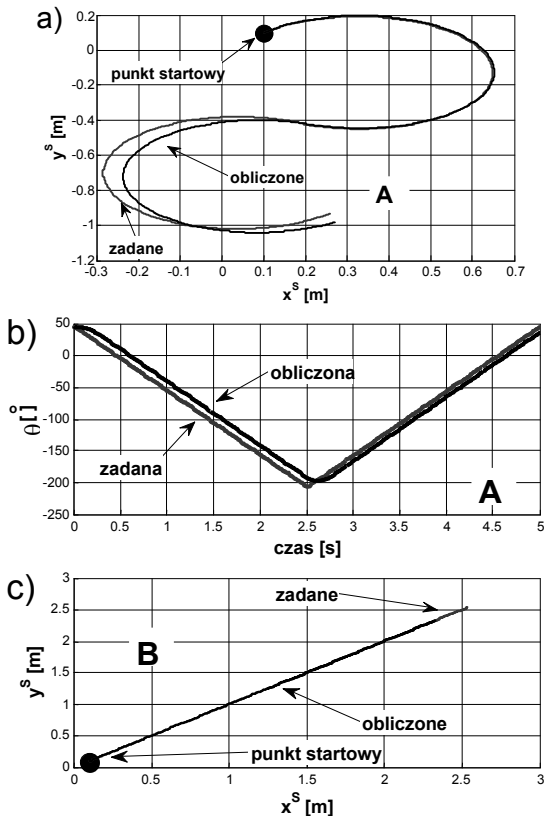 a)
0.2
0
-0.2
-0.4
-0.6
-0.8
-1
-1.2
y^S [m]
punkt startowy
obliczone
A
zadane
-0.3 -0.2 -0.1 0 0.1 0.2 0.3 0.4 0.5 0.6 0.7
x^S [m]
b)
50
0
-50
-100
-150
-200
-250
θ [°]
obliczona
zadana
A
0 0.5 1 1.5 2 2.5 3 3.5 4 4.5 5
czas [s]
c)
3
2.5
2
1.5
1
0.5
0
y^S [m]
zadane
B
obliczone
punkt startowy
0 0.5 1 1.5 2 2.5 3
x^S [m]